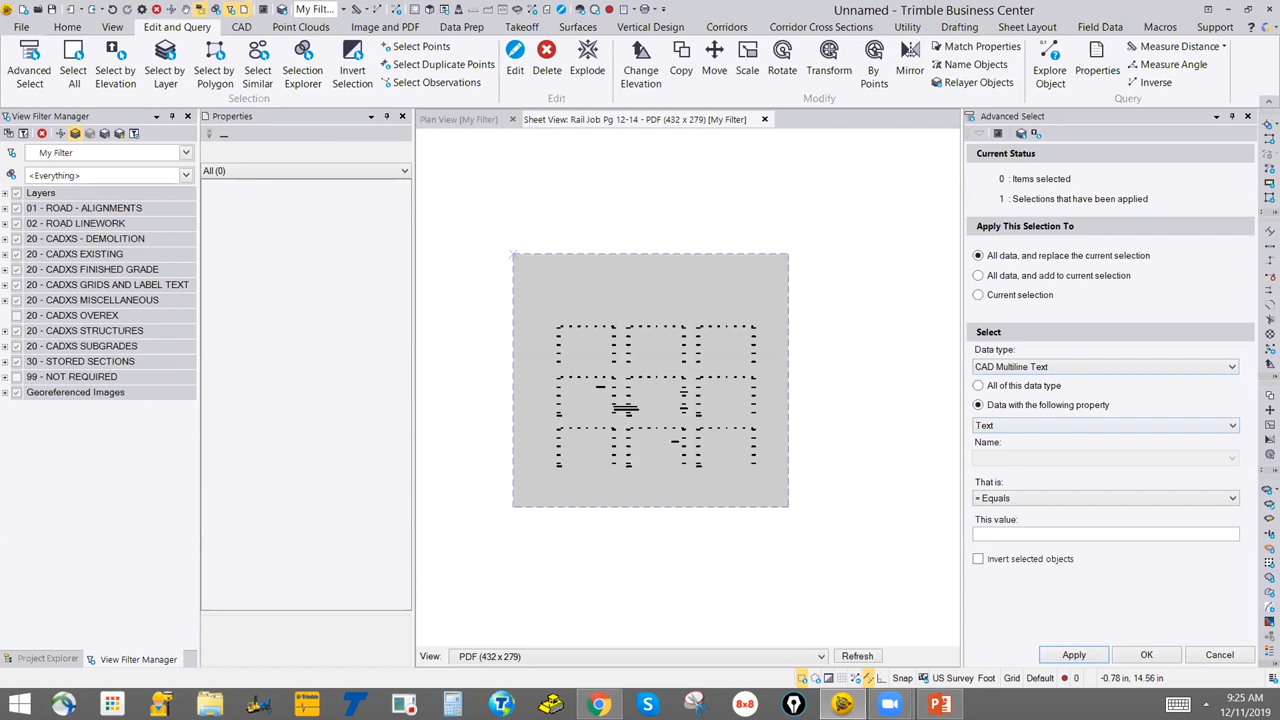 My Filt...
Unnamed - Trimble Business Center
File
Home
View
Edit and Query
CAD
Point Clouds
Image and PDF
Data Prep
Takeoff
Surfaces
Vertical Design
Corridors
Corridor Cross Sections
Utility
Drafting
Sheet Layout
Field Data
Macros
Support
Advanced Select
Select All
Select by Elevation
Select by Layer
Select by Polygon
Select Similar
Selection Explorer
Invert Selection
Select Points
Select Duplicate Points
Select Observations
Selection
Edit
Delete
Explode
Edit
Change Elevation
Copy
Move
Scale
Rotate
Transform
By Points
Mirror
Match Properties
Name Objects
Relayer Objects
Modify
Explore Object
Properties
Measure Distance
Measure Angle
Inverse
Query
View Filter Manager
My Filter
<Everything>
Layers
01 - ROAD - ALIGNMENTS
02 - ROAD LINEWORK
20 - CADXS - DEMOLITION
20 - CADXS EXISTING
20 - CADXS FINISHED GRADE
20 - CADXS GRIDS AND LABEL TEXT
20 - CADXS MISCELLANEOUS
20 - CADXS OVEREX
20 - CADXS STRUCTURES
20 - CADXS SUBGRADES
30 - STORED SECTIONS
99 - NOT REQUIRED
Georeferenced Images
Project Explorer
View Filter Manager
Properties
All (0)
Plan View [My Filter]
Sheet View: Rail Job Pg 12-14 - PDF (432 x 279) [My Filter]
View:
PDF (432 x 279)
Refresh
Advanced Select
Current Status
0 : Items selected
1 : Selections that have been applied
Apply This Selection To
All data, and replace the current selection
All data, and add to current selection
Current selection
Select
Data type:
CAD Multiline Text
All of this data type
Data with the following property
Text
Name:
That is:
= Equals
This value:
Invert selected objects
Apply
OK
Cancel
Snap
US Survey Foot
Grid
Default
0
-0.78 in, 14.56 in
8x8
9:25 AM
12/11/2019